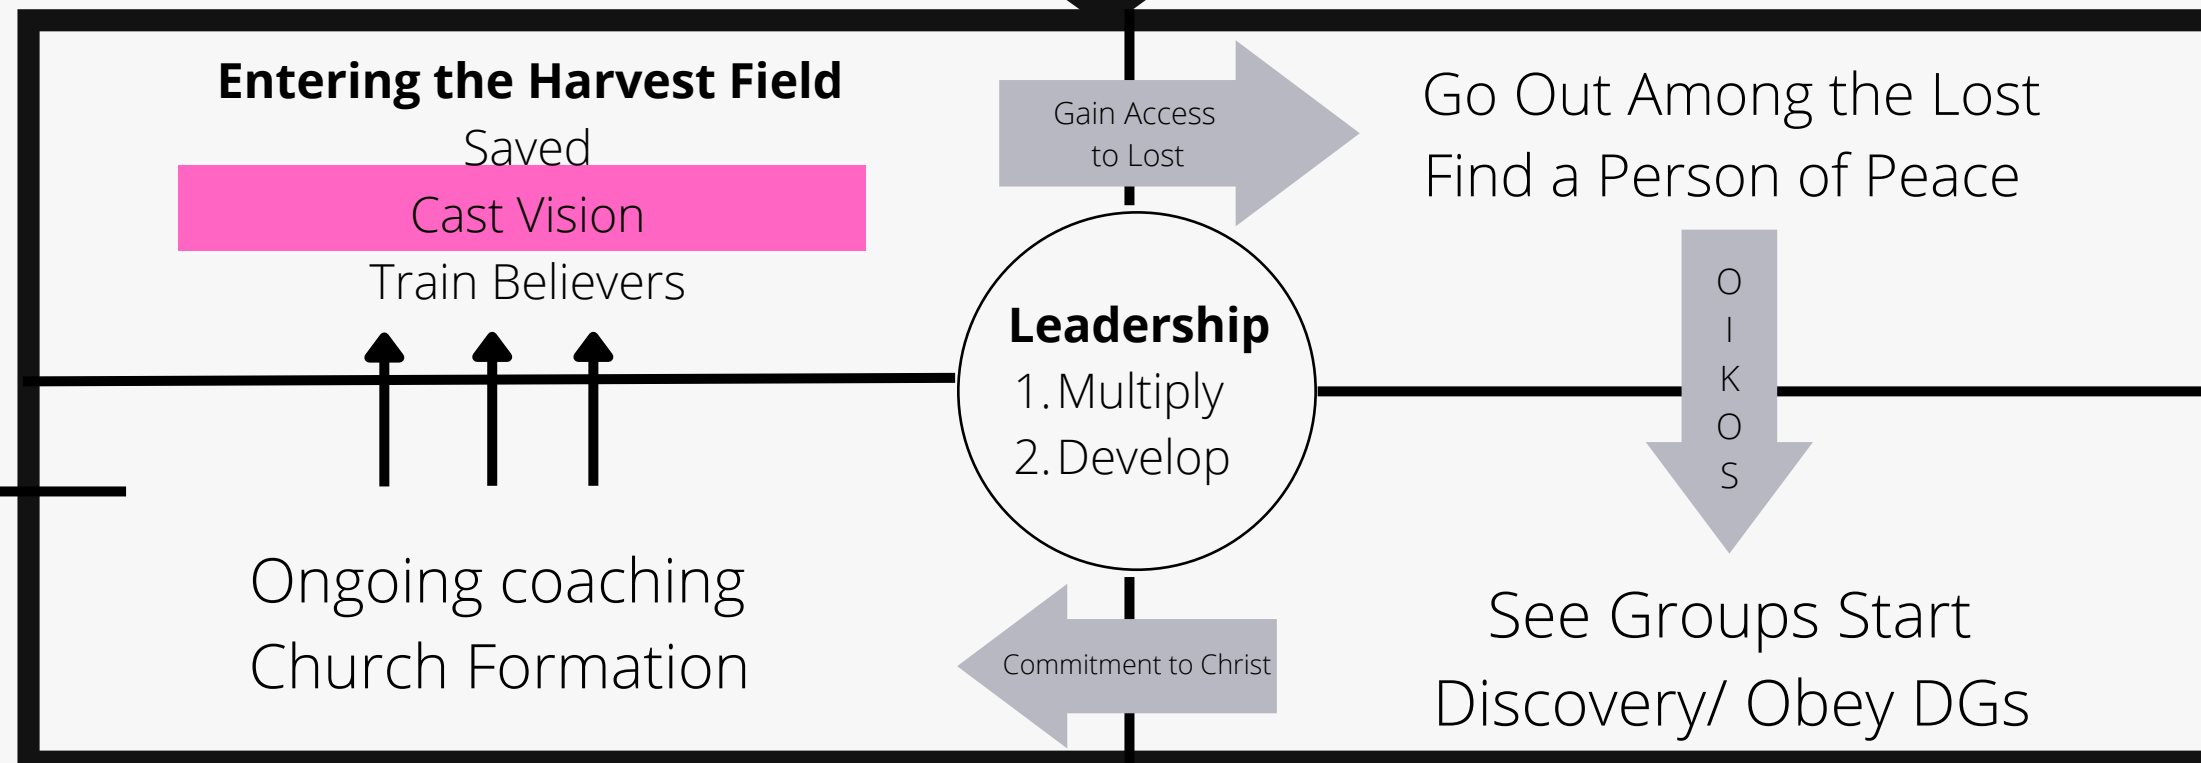 Entering the Harvest Field
Saved
Cast Vision
Train Believers
Gain Access
to Lost
Go Out Among the Lost
Find a Person of Peace
O
I
K
O
S
Leadership
1. Multiply
2. Develop
Ongoing coaching
Church Formation
Commitment to Christ
See Groups Start
Discovery/ Obey DGs